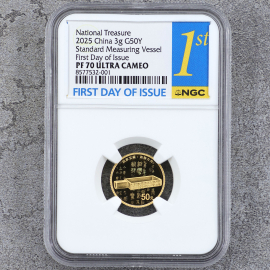 National Treasure
2025 China 3g G50Y
Standard Measuring Vessel
First Day of Issue
PF 70 ULTRA CAMEO
8577532-001
1st
FIRST DAY OF ISSUE
NGC
50